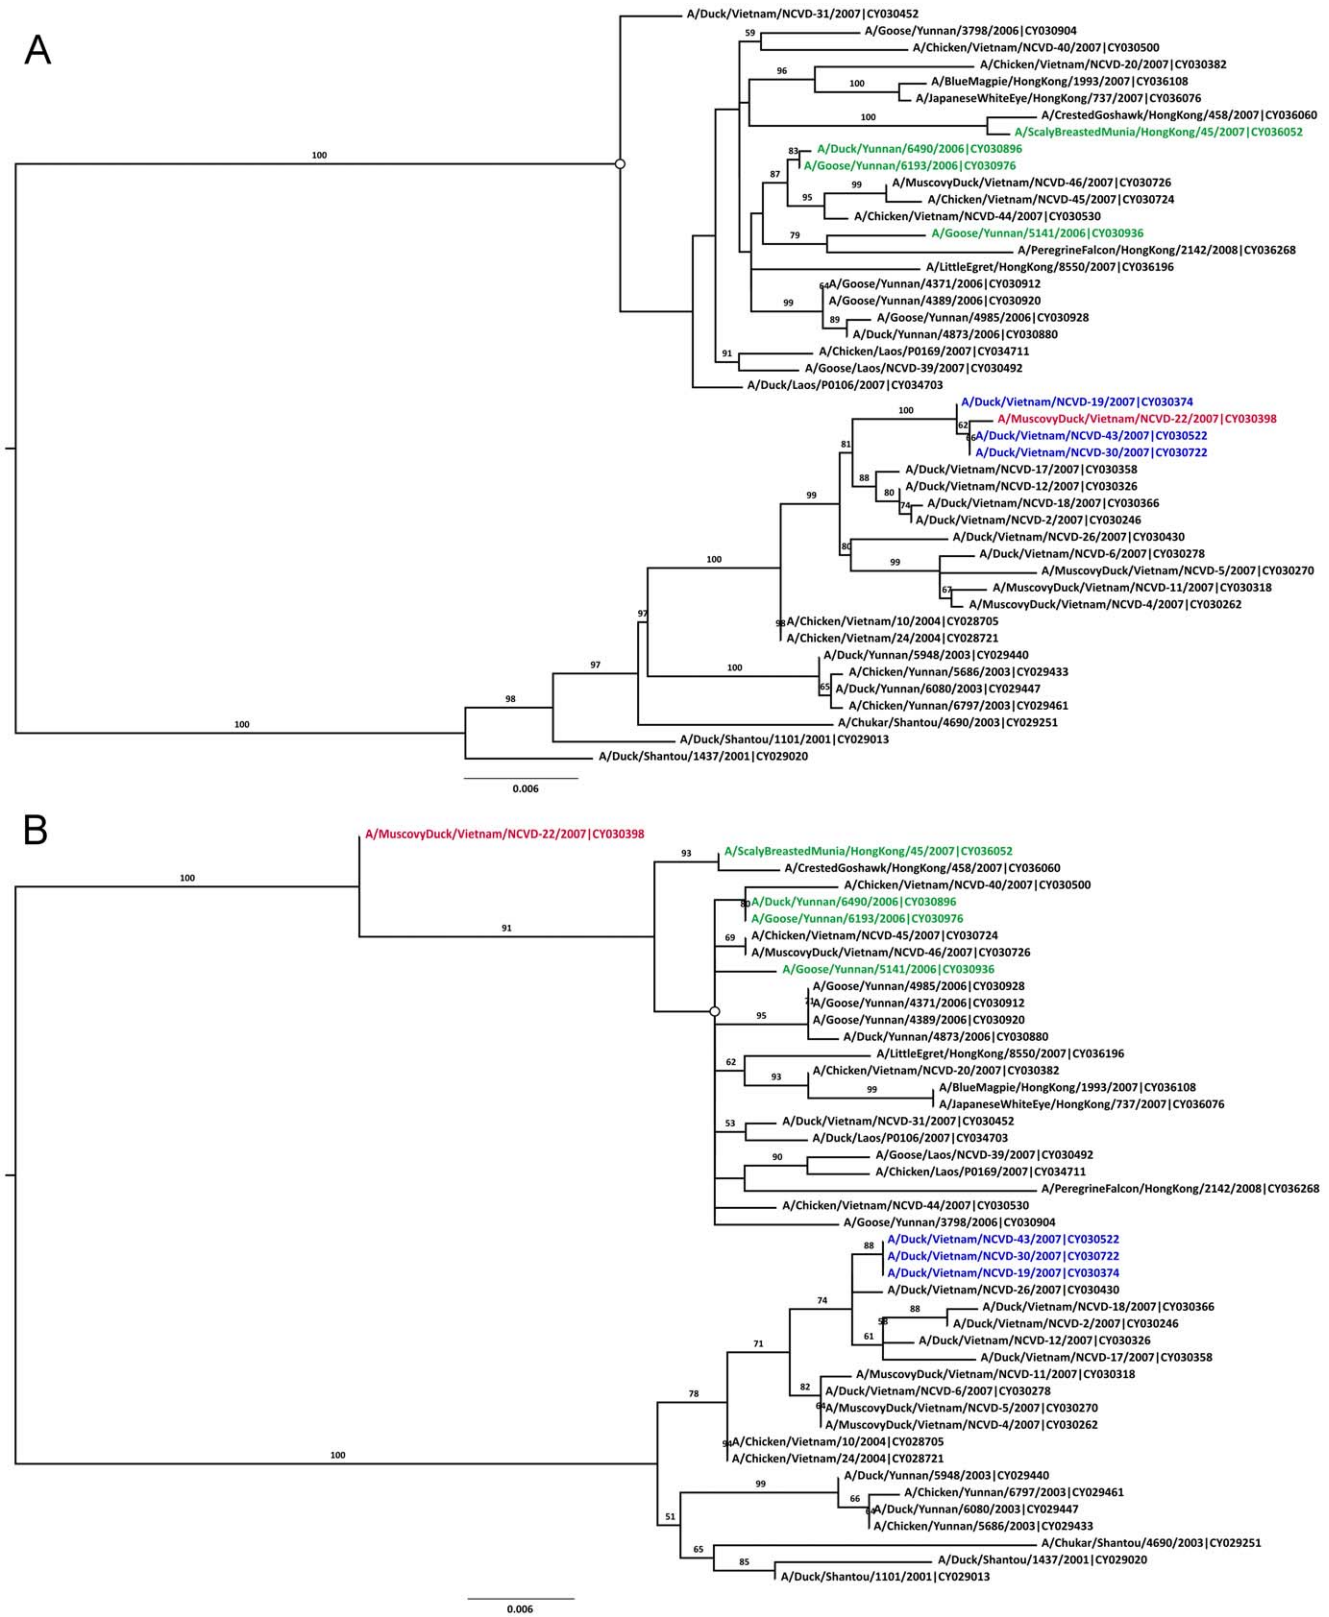 A
A/Duck/Vietnam/NCVD-31/2007|CY030452
A/Goose/Yunnan/3798/2006|CY030904
59
A/Chicken/Vietnam/NCVD-40/2007|CY030500
A/Chicken/Vietnam/NCVD-20/2007|CY030382
96
A/BlueMagpie/HongKong/1993/2007|CY036108
100
A/JapaneseWhiteEye/HongKong/737/2007|CY036076
A/CrestedGoshawk/HongKong/458/2007|CY036060
100
A/ScalyBreastedMunia/HongKong/45/2007|CY036052
A/Duck/Yunnan/6490/2006|CY030896
83
100
A/Goose/Yunnan/6193/2006|CY030976
87
A/MuscovyDuck/Vietnam/NCVD-46/2007|CY030726
99
95
A/Chicken/Vietnam/NCVD-45/2007|CY030724
A/Chicken/Vietnam/NCVD-44/2007|CY030530
A/Goose/Yunnan/5141/2006|CY030936
79
A/PeregrineFalcon/HongKong/2142/2008|CY036268
A/LittleEgret/HongKong/8550/2007|CY036196
64
A/Goose/Yunnan/4371/2006|CY030912
99
A/Goose/Yunnan/4389/2006|CY030920
89
A/Goose/Yunnan/4985/2006|CY030928
A/Duck/Yunnan/4873/2006|CY030880
91
A/Chicken/Laos/P0169/2007|CY034711
A/Goose/Laos/NCVD-39/2007|CY030492
A/Duck/Laos/P0106/2007|CY034703
A/Duck/Vietnam/NCVD-19/2007|CY030374
100
A/MuscovyDuck/Vietnam/NCVD-22/2007|CY030398
62
A/Duck/Vietnam/NCVD-43/2007|CY030522
81
A/Duck/Vietnam/NCVD-30/2007|CY030722
A/Duck/Vietnam/NCVD-17/2007|CY030358
88
A/Duck/Vietnam/NCVD-12/2007|CY030326
80
99
A/Duck/Vietnam/NCVD-18/2007|CY030366
74
A/Duck/Vietnam/NCVD-2/2007|CY030246
A/Duck/Vietnam/NCVD-26/2007|CY030430
80
A/Duck/Vietnam/NCVD-6/2007|CY030278
99
100
A/MuscovyDuck/Vietnam/NCVD-5/2007|CY030270
A/MuscovyDuck/Vietnam/NCVD-11/2007|CY030318
67
A/MuscovyDuck/Vietnam/NCVD-4/2007|CY030262
97
98
A/Chicken/Vietnam/10/2004|CY028705
A/Chicken/Vietnam/24/2004|CY028721
A/Duck/Yunnan/5948/2003|CY029440
97
100
A/Chicken/Yunnan/5686/2003|CY029433
65
A/Duck/Yunnan/6080/2003|CY029447
98
A/Chicken/Yunnan/6797/2003|CY029461
100
A/Chukar/Shantou/4690/2003|CY029251
A/Duck/Shantou/1101/2001|CY029013
A/Duck/Shantou/1437/2001|CY029020
0.006
B
A/MuscovyDuck/Vietnam/NCVD-22/2007|CY030398
93
A/ScalyBreastedMunia/HongKong/45/2007|CY036052
A/CrestedGoshawk/HongKong/458/2007|CY036060
100
A/Chicken/Vietnam/NCVD-40/2007|CY030500
A/Duck/Yunnan/6490/2006|CY030896
A/Goose/Yunnan/6193/2006|CY030976
91
69
A/Chicken/Vietnam/NCVD-45/2007|CY030724
A/MuscovyDuck/Vietnam/NCVD-46/2007|CY030726
A/Goose/Yunnan/5141/2006|CY030936
A/Goose/Yunnan/4985/2006|CY030928
71
A/Goose/Yunnan/4371/2006|CY030912
95
A/Goose/Yunnan/4389/2006|CY030920
A/Duck/Yunnan/4873/2006|CY030880
A/LittleEgret/HongKong/8550/2007|CY036196
62
A/Chicken/Vietnam/NCVD-20/2007|CY030382
93
A/BlueMagpie/HongKong/1993/2007|CY036108
99
A/JapaneseWhiteEye/HongKong/737/2007|CY036076
A/Duck/Vietnam/NCVD-31/2007|CY030452
53
A/Duck/Laos/P0106/2007|CY034703
A/Goose/Laos/NCVD-39/2007|CY030492
90
A/Chicken/Laos/P0169/2007|CY034711
A/PeregrineFalcon/HongKong/2142/2008|CY036268
A/Chicken/Vietnam/NCVD-44/2007|CY030530
A/Goose/Yunnan/3798/2006|CY030904
A/Duck/Vietnam/NCVD-43/2007|CY030522
88
A/Duck/Vietnam/NCVD-30/2007|CY030722
A/Duck/Vietnam/NCVD-19/2007|CY030374
A/Duck/Vietnam/NCVD-26/2007|CY030430
74
88
A/Duck/Vietnam/NCVD-18/2007|CY030366
A/Duck/Vietnam/NCVD-2/2007|CY030246
61
A/Duck/Vietnam/NCVD-12/2007|CY030326
71
A/Duck/Vietnam/NCVD-17/2007|CY030358
A/MuscovyDuck/Vietnam/NCVD-11/2007|CY030318
82
A/Duck/Vietnam/NCVD-6/2007|CY030278
78
64
A/MuscovyDuck/Vietnam/NCVD-5/2007|CY030270
A/MuscovyDuck/Vietnam/NCVD-4/2007|CY030262
94
A/Chicken/Vietnam/10/2004|CY028705
100
A/Chicken/Vietnam/24/2004|CY028721
A/Duck/Yunnan/5948/2003|CY029440
99
A/Chicken/Yunnan/6797/2003|CY029461
66
A/Duck/Yunnan/6080/2003|CY029447
51
A/Chicken/Yunnan/5686/2003|CY029433
A/Chukar/Shantou/4690/2003|CY029251
65
A/Duck/Shantou/1437/2001|CY029020
85
A/Duck/Shantou/1101/2001|CY029013
0.006